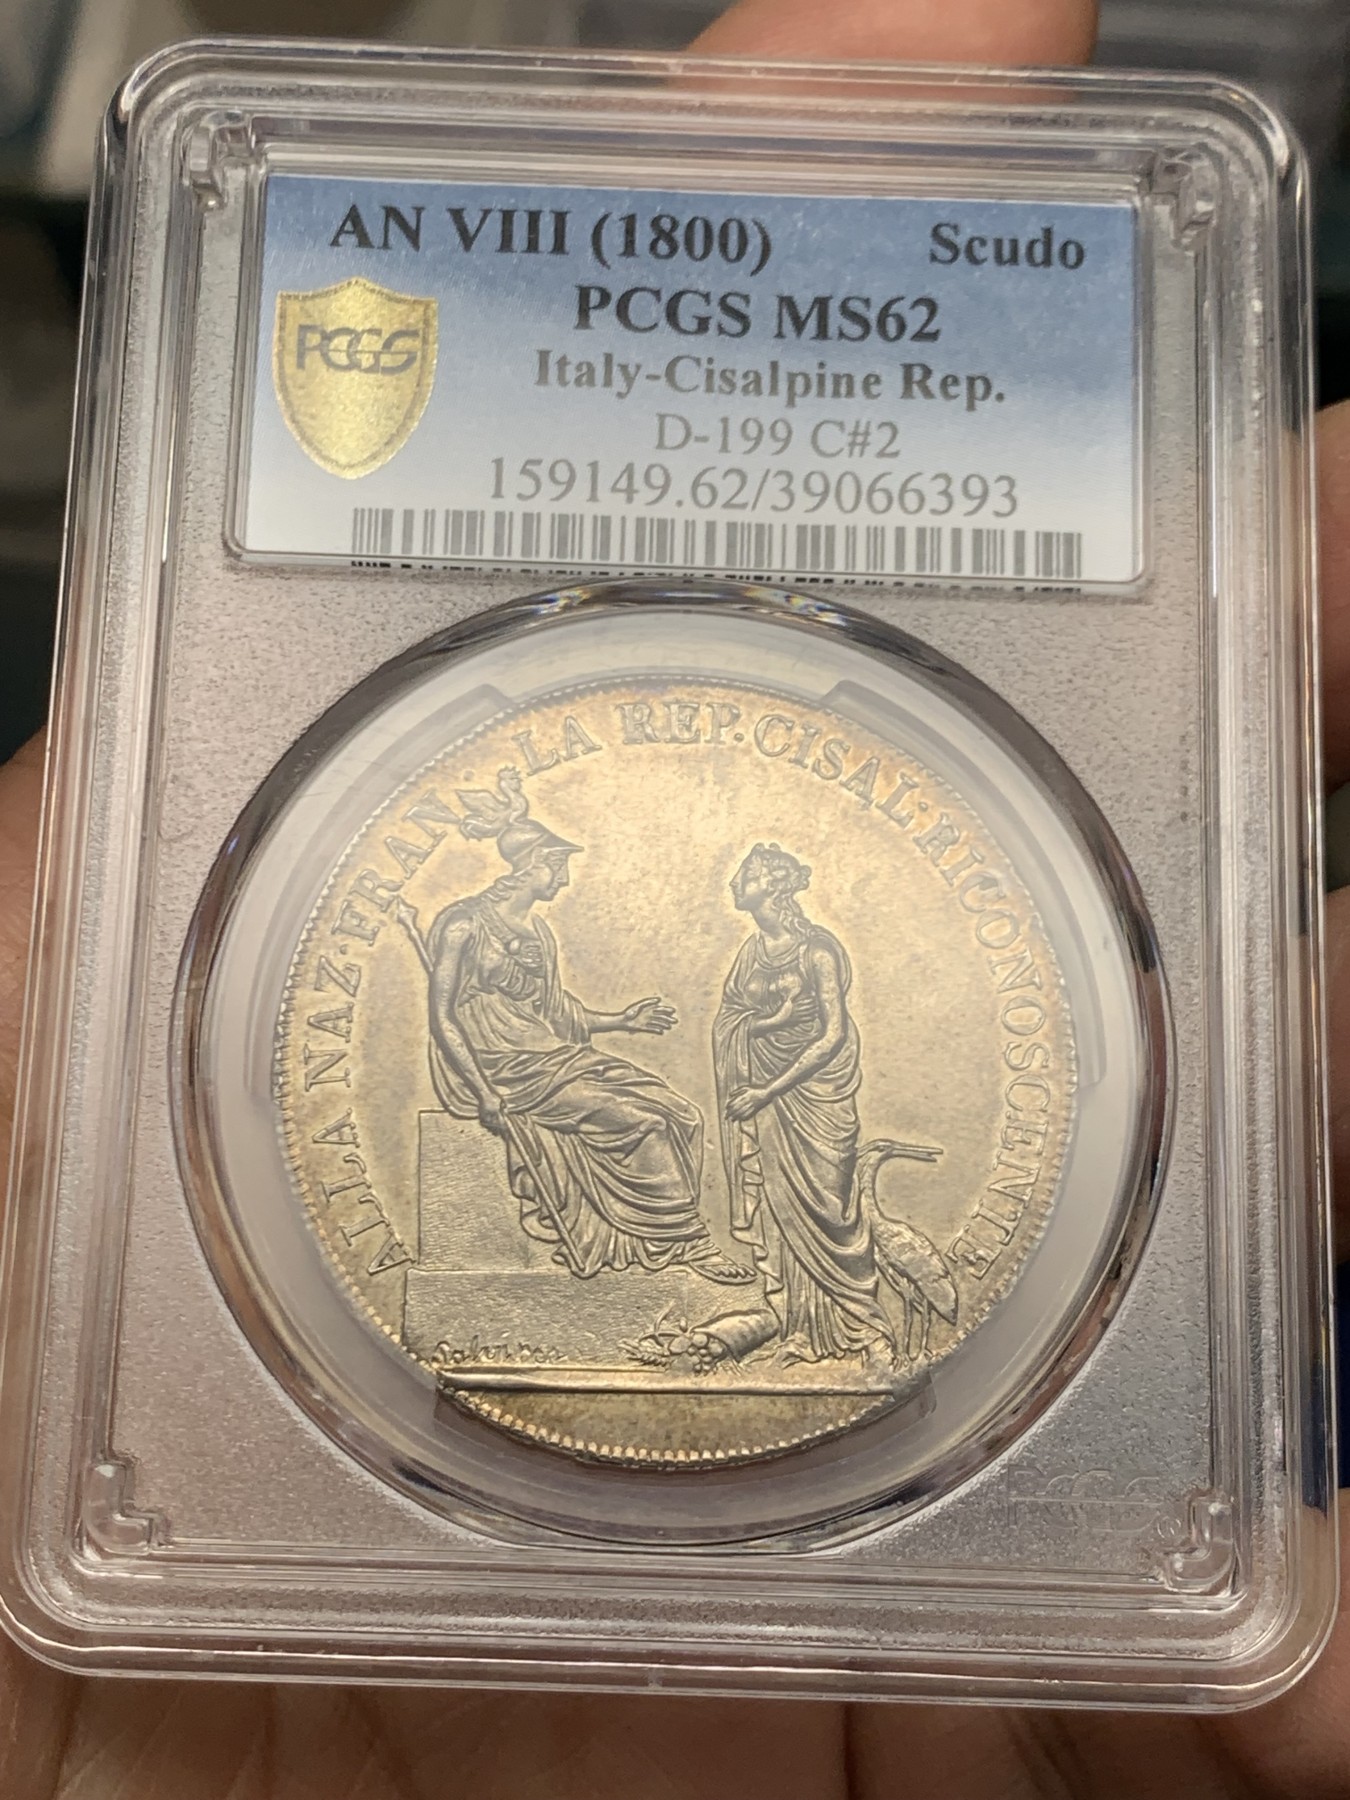 AN VIII (1800) Scudo
PCGS MS62
PCGS
Italy-Cisalpine Rep.
D-199 C#2
159149.62/39066393
ALLA NAZ·FRAN· LA REP·CISAL·RICONOSCENTE
PCGS